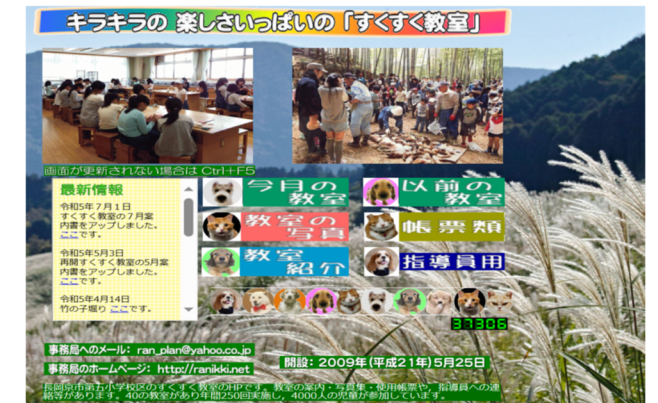 キラキラの 楽しさいっぱいの 「すくすく教室」
画面が更新されない場合は Ctrl+F5
最新情報
令和5年7月1日
すくすく教室の7月案
内書をアップしました。
ここです。
令和5年5月3日
再開すくすく教室の5月案
内書をアップしました。
ここです。
令和5年4月14日
竹の子堀り ここです。
今月の
教室
以前の
教室
教室の
写真
帳票類
教室
紹介
指導員用
37306
事務局へのメール: ran_plan@yahoo.co.jp
開設:2009年(平成21年)5月25日
事務局のホームページ: http://ranikki.net
長岡京市第五小学校区のすくすく教室のHPです。教室の案内・写真集・使用帳票や、指導員への連
絡等があります。40の教室があり年間250回実施し、4000人の児童が参加しています。